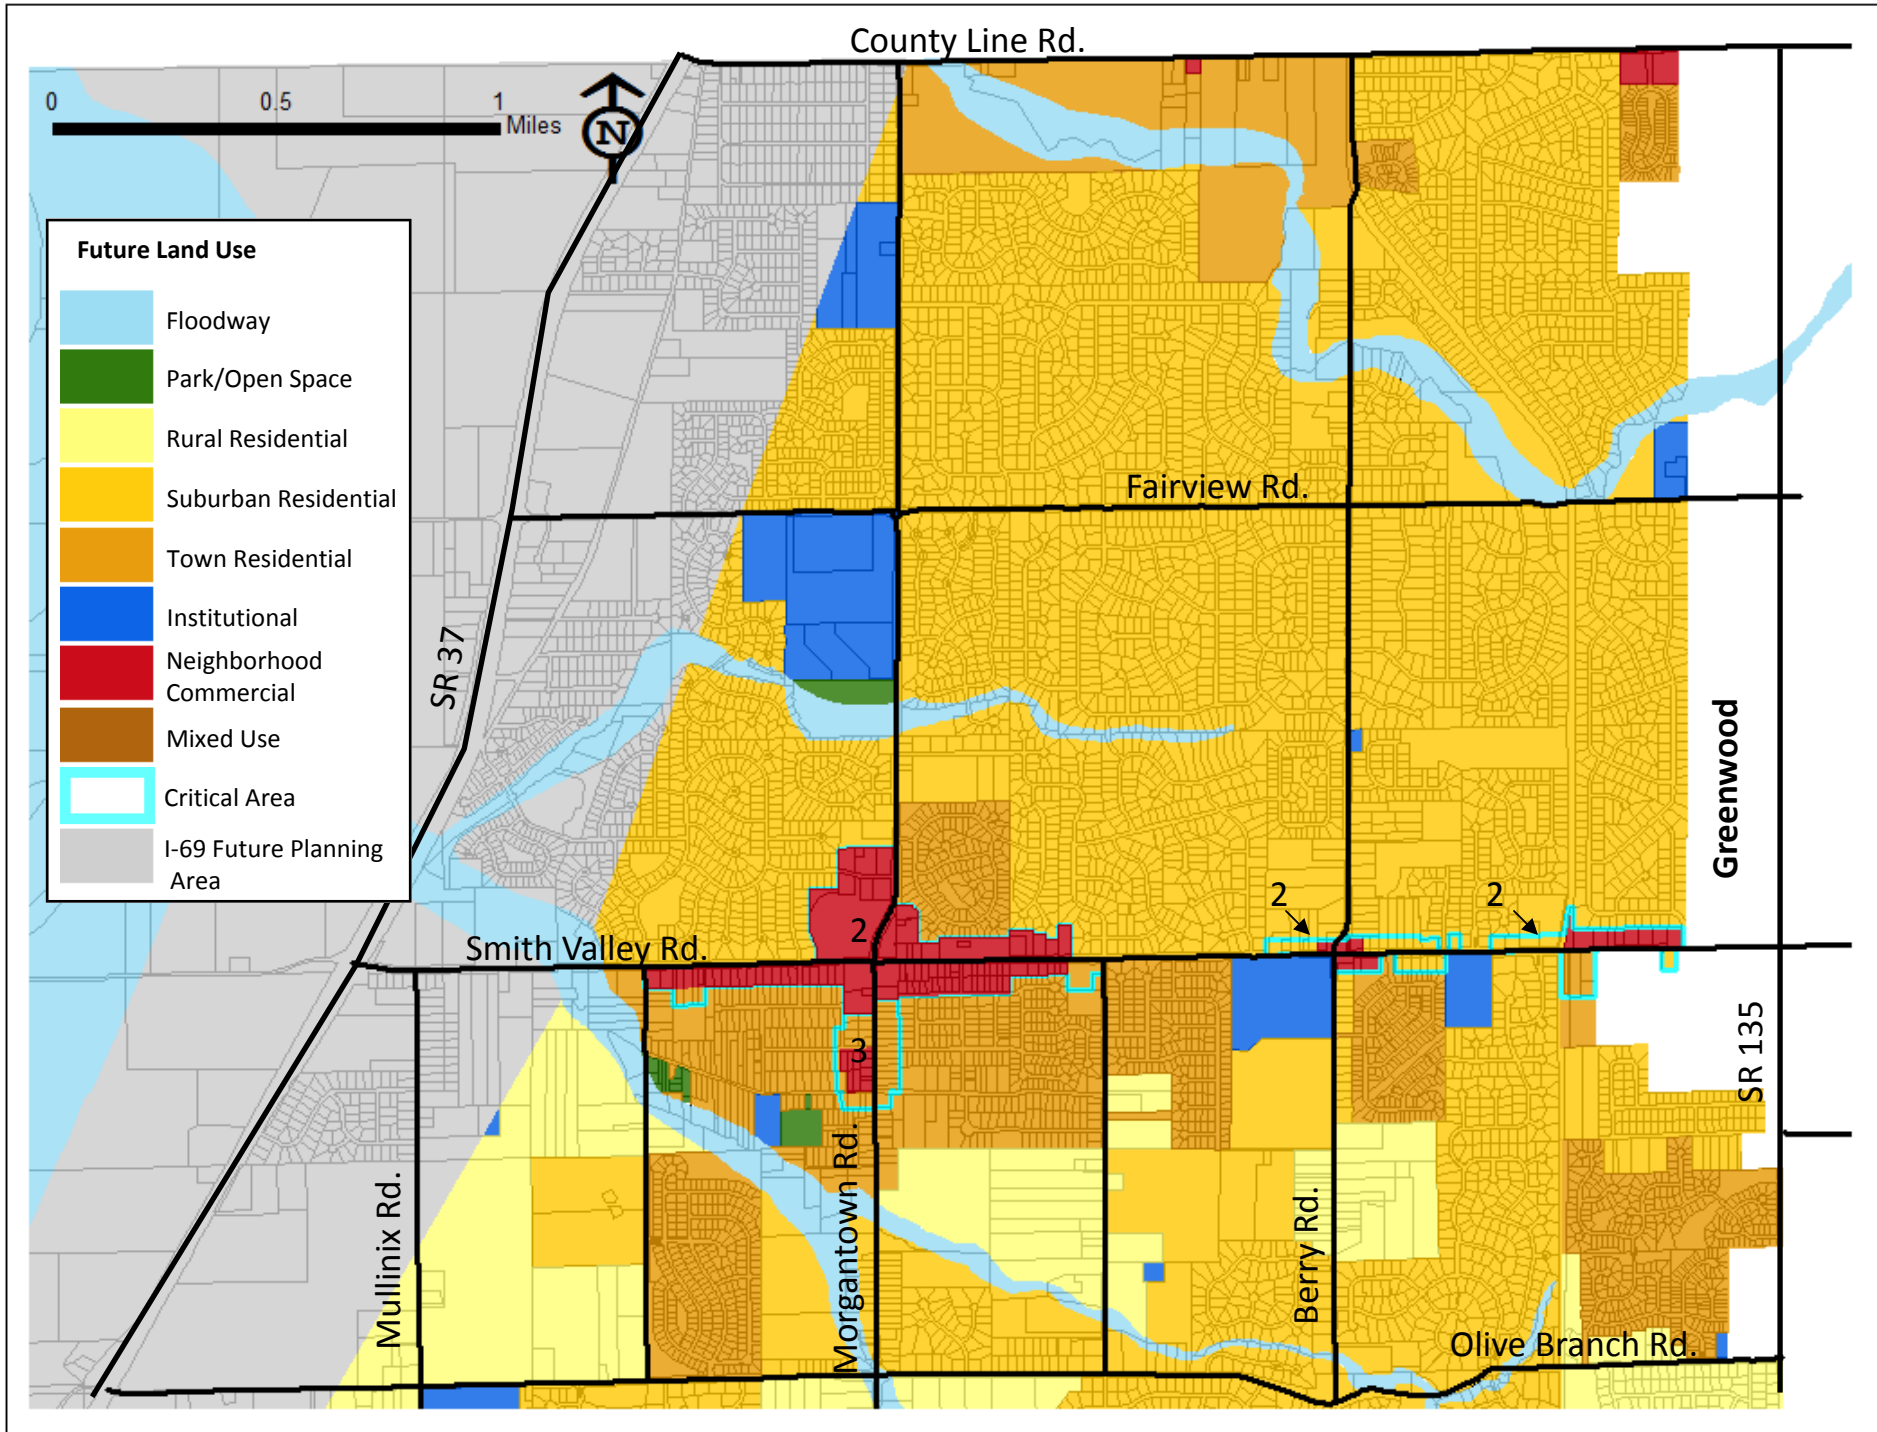 County Line Rd.
0 0.5 1
Miles
N
Future Land Use
Floodway
Park/Open Space
Rural Residential
Suburban Residential
Town Residential
Institutional
Neighborhood
Commercial
Mixed Use
Critical Area
I-69 Future Planning
Area
Fairview Rd.
SR 37
Greenwood
2
2
2
Smith Valley Rd.
3
SR 135
Mullinix Rd.
Morgantown Rd.
Berry Rd.
Olive Branch Rd.